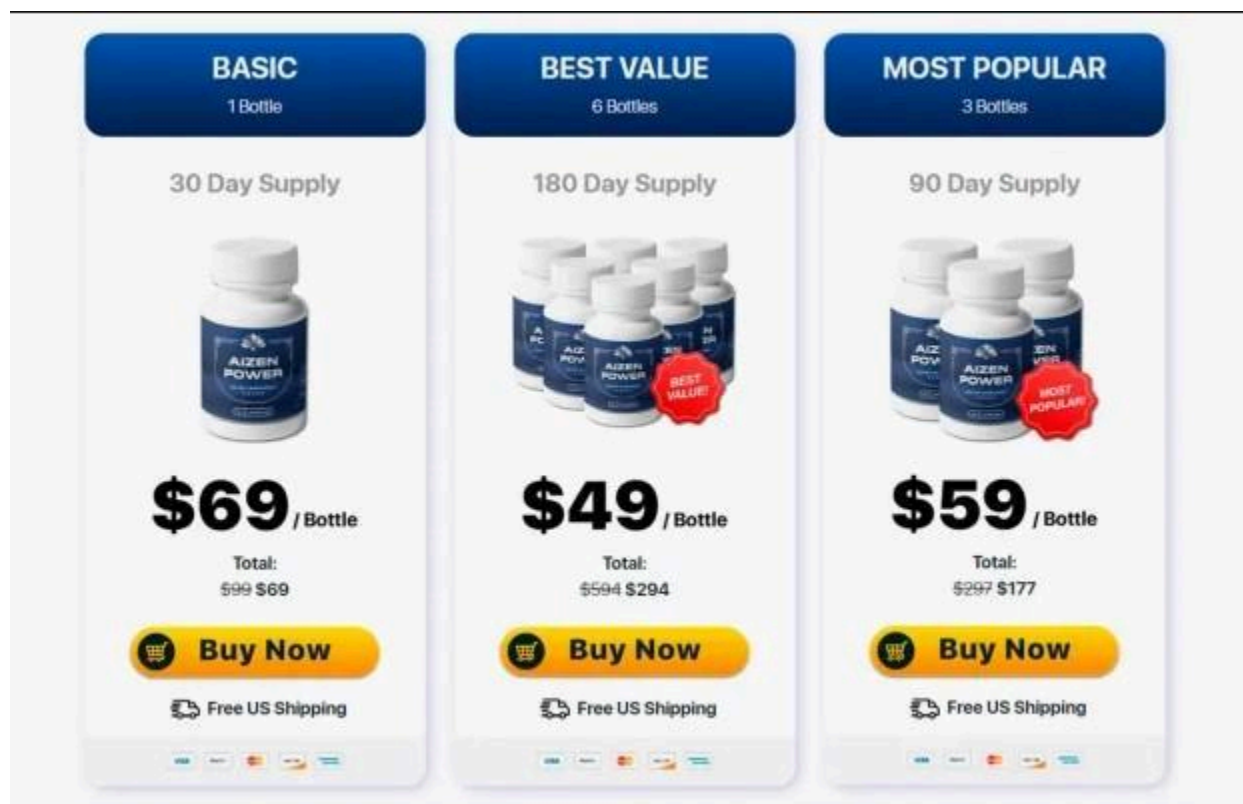 BASIC
1 Bottle
30 Day Supply
AIZEN
POWER
$69 / Bottle
Total:
$99 $69
Buy Now
Free US Shipping
VISA
BEST VALUE
6 Bottles
180 Day Supply
AIZEN
POWER
BEST
VALUE!
$49 / Bottle
Total:
$594 $294
Buy Now
Free US Shipping
VISA
MOST POPULAR
3 Bottles
90 Day Supply
AIZEN
POWER
MOST
POPULAR!
$59 / Bottle
Total:
$297 $177
Buy Now
Free US Shipping
VISA